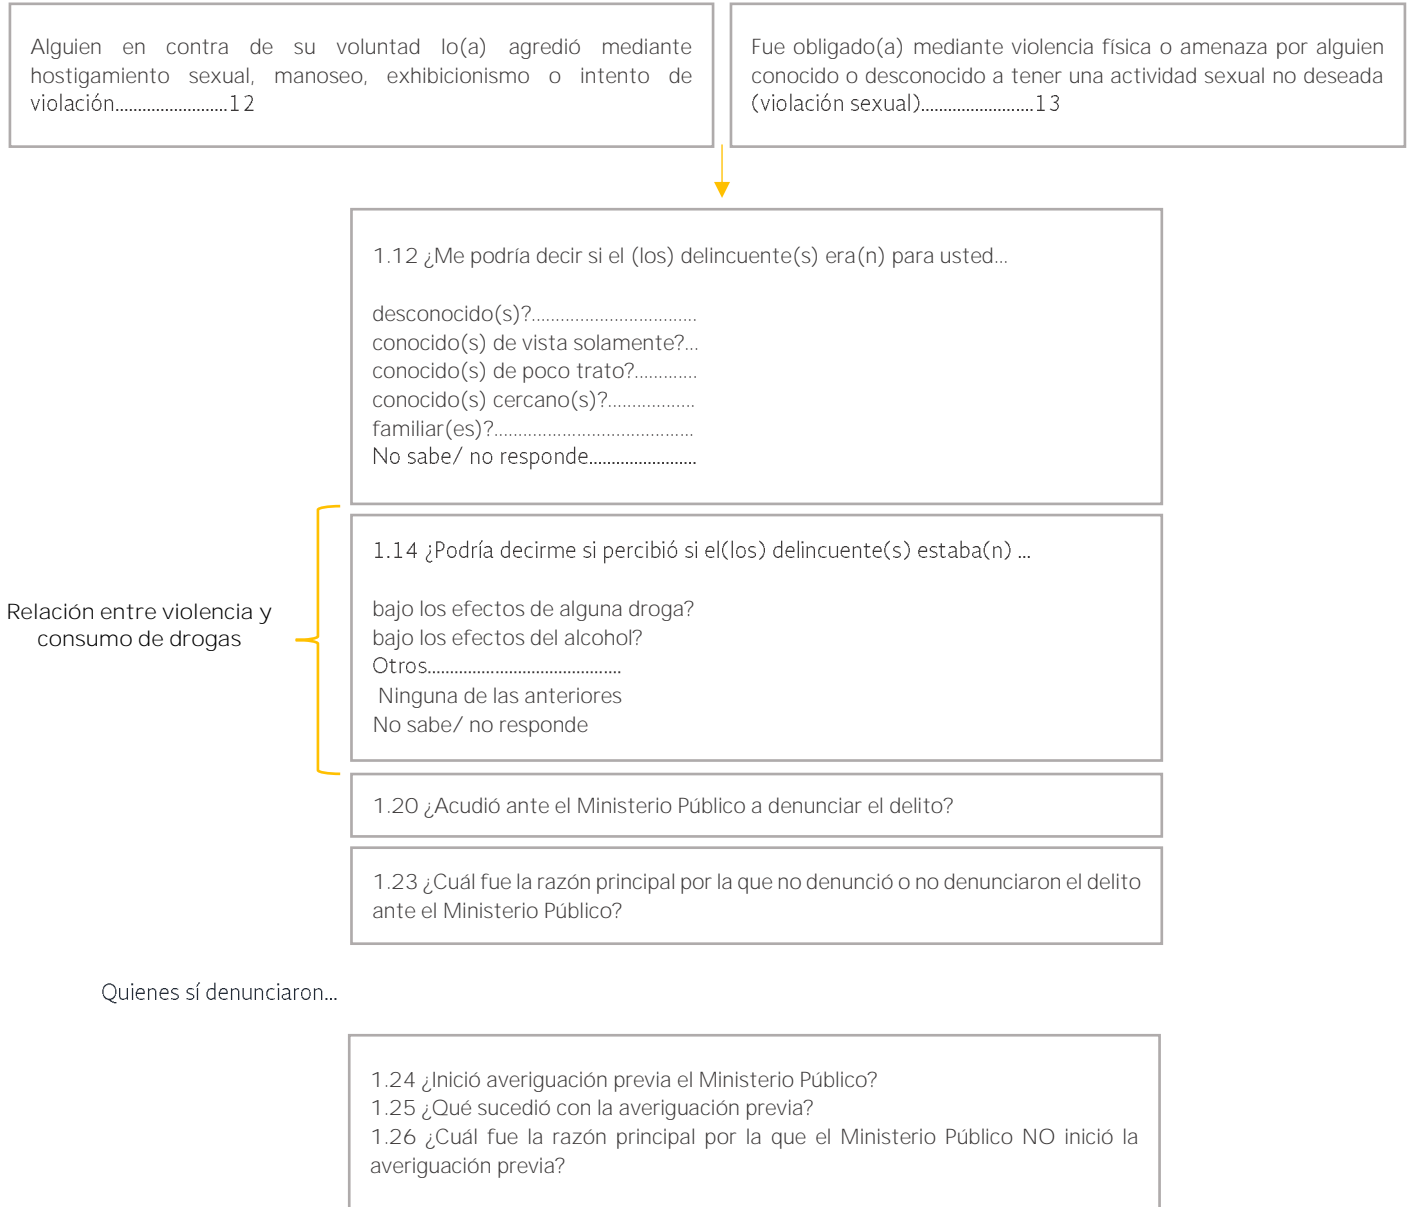 Alguien en contra de su voluntad lo(a) agredió mediante
hostigamiento sexual, manoseo, exhibicionismo o intento de
violación.........................12
Fue obligado(a) mediante violencia física o amenaza por alguien
conocido o desconocido a tener una actividad sexual no deseada
(violación sexual).........................13
1.12 ¿Me podría decir si el (los) delincuente(s) era(n) para usted...
desconocido(s)?..................................
conocido(s) de vista solamente?...
conocido(s) de poco trato?.............
conocido(s) cercano(s)?..................
familiar(es)?.........................................
No sabe/ no responde........................
1.14 ¿Podría decirme si percibió si el(los) delincuente(s) estaba(n) ...
bajo los efectos de alguna droga?
bajo los efectos del alcohol?
Otros...........................................
Ninguna de las anteriores
No sabe/ no responde
Relación entre violencia y
consumo de drogas
1.20 ¿Acudió ante el Ministerio Público a denunciar el delito?
1.23 ¿Cuál fue la razón principal por la que no denunció o no denunciaron el delito
ante el Ministerio Público?
Quienes sí denunciaron...
1.24 ¿Inició averiguación previa el Ministerio Público?
1.25 ¿Qué sucedió con la averiguación previa?
1.26 ¿Cuál fue la razón principal por la que el Ministerio Público NO inició la
averiguación previa?